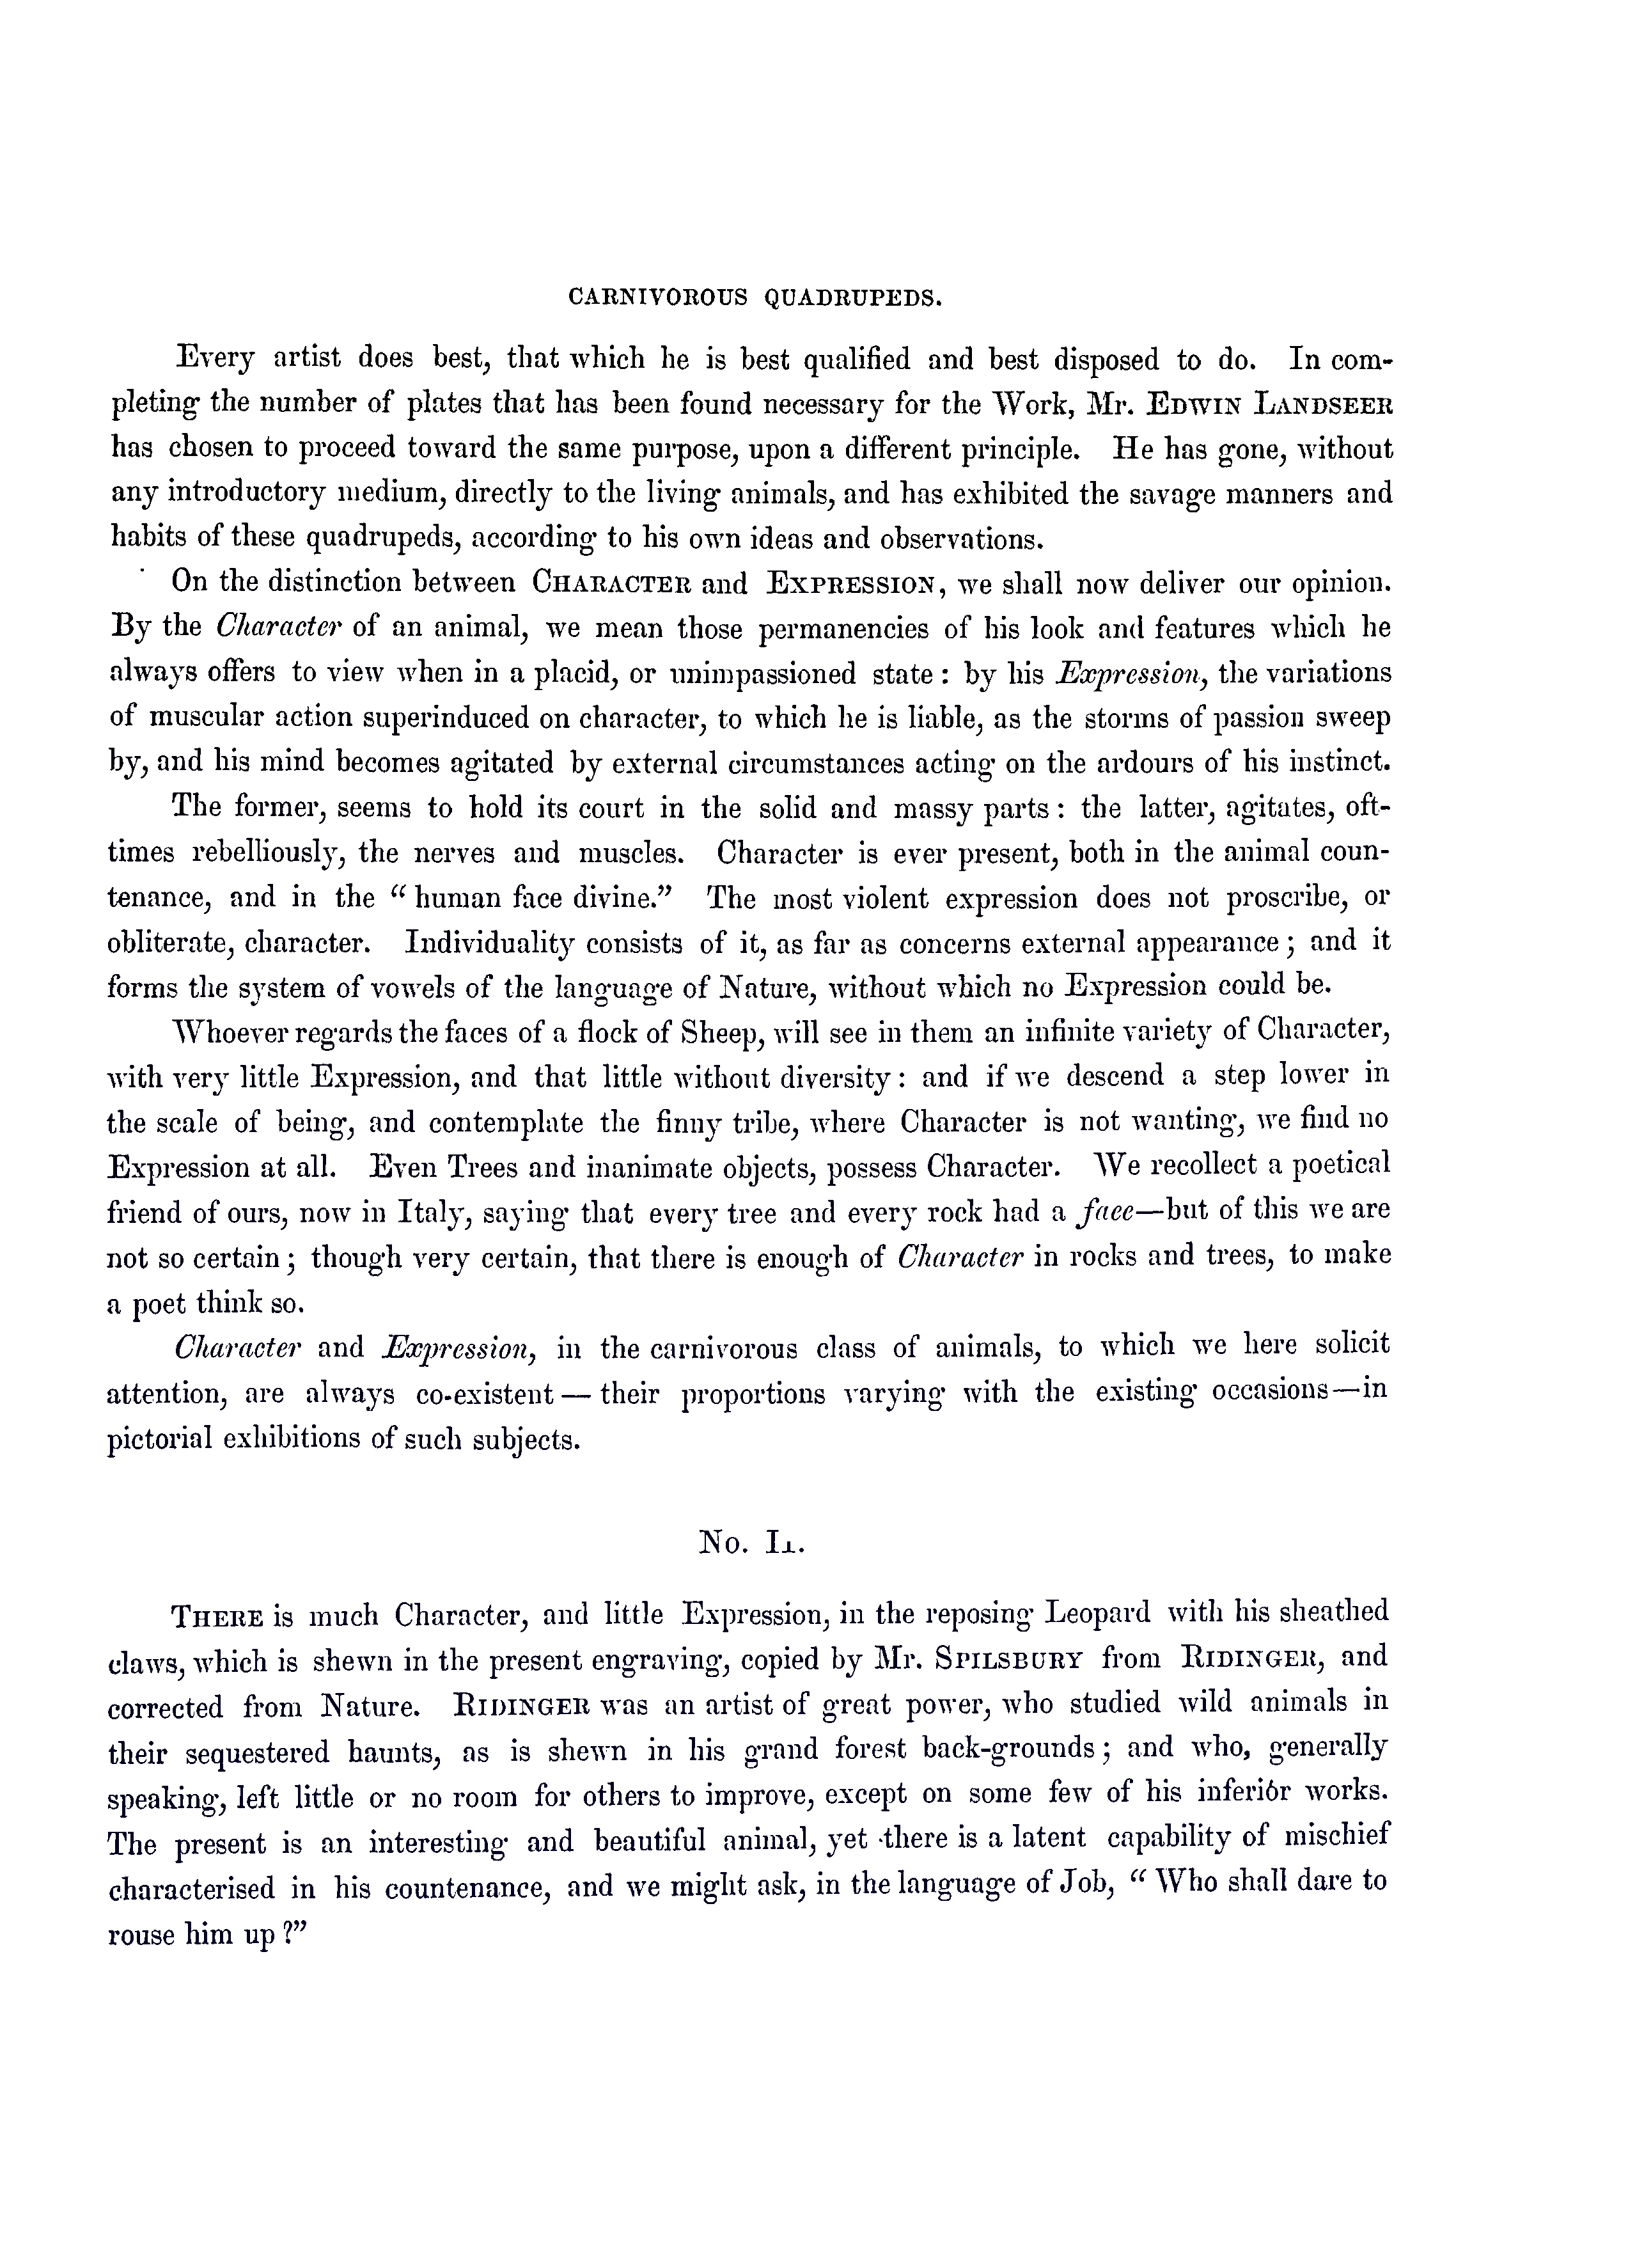 CARNIVOROUS QUADRUPEDS.
Every artist does best, that which he is best qualified and best disposed to do. In com-
pleting the number of plates that has been found necessary for the Work, Mr. EDWIN LANDSEER
has chosen to proceed toward the same purpose, upon a different principle. He has gone, without
any introductory medium, directly to the living animals, and has exhibited the savage manners and
habits of these quadrupeds, according to his own ideas and observations.
On the distinction between CHARACTER and EXPRESSION, we shall now deliver our opinion.
By the Character of an animal, we mean those permanencies of his look and features which he
always offers to view when in a placid, or unimpassioned state : by his Expression, the variations
of muscular action superinduced on character, to which he is liable, as the storms of passion sweep
by, and his mind becomes agitated by external circumstances acting on the ardours of his instinct.
The former, seems to hold its court in the solid and massy parts : the latter, agitates, oft-
times rebelliously, the nerves and muscles. Character is ever present, both in the animal coun-
tenance, and in the “ human face divine.” The most violent expression does not proscribe, or
obliterate, character. Individuality consists of it, as far as concerns external appearance ; and it
forms the system of vowels of the language of Nature, without which no Expression could be.
Whoever regards the faces of a flock of Sheep, will see in them an infinite variety of Character,
with very little Expression, and that little without diversity : and if we descend a step lower in
the scale of being, and contemplate the finny tribe, where Character is not wanting, we find no
Expression at all. Even Trees and inanimate objects, possess Character. We recollect a poetical
friend of ours, now in Italy, saying that every tree and every rock had a face—but of this we are
not so certain ; though very certain, that there is enough of Character in rocks and trees, to make
a poet think so.
Character and Expression, in the carnivorous class of animals, to which we here solicit
attention, are always co-existent — their proportions varying with the existing occasions—in
pictorial exhibitions of such subjects.
No. I.
THERE is much Character, and little Expression, in the reposing Leopard with his sheathed
claws, which is shewn in the present engraving, copied by Mr. SPILSBURY from RIDINGER, and
corrected from Nature. RIDINGER was an artist of great power, who studied wild animals in
their sequestered haunts, as is shewn in his grand forest back-grounds ; and who, generally
speaking, left little or no room for others to improve, except on some few of his inferior works.
The present is an interesting and beautiful animal, yet there is a latent capability of mischief
characterised in his countenance, and we might ask, in the language of Job, “ Who shall dare to
rouse him up ?”